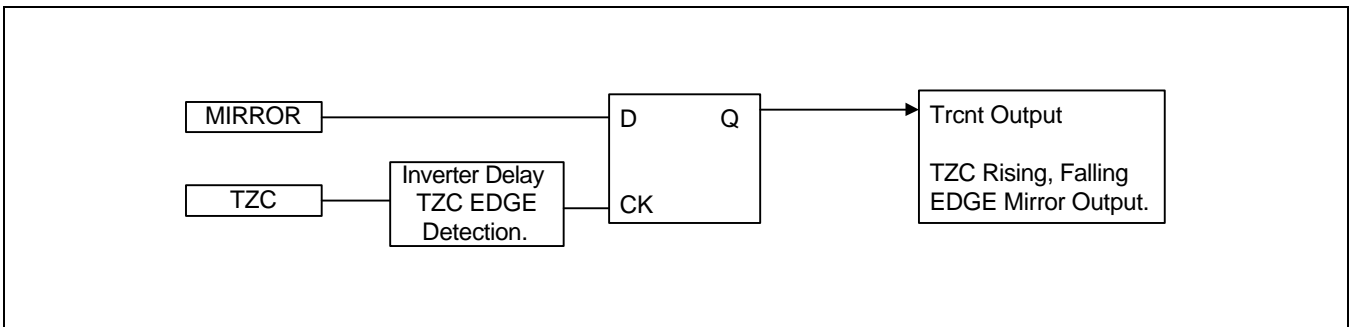 MIRROR
TZC
Inverter Delay
TZC EDGE
Detection.
D
Q
CK
Trcnt Output
TZC Rising, Falling
EDGE Mirror Output.